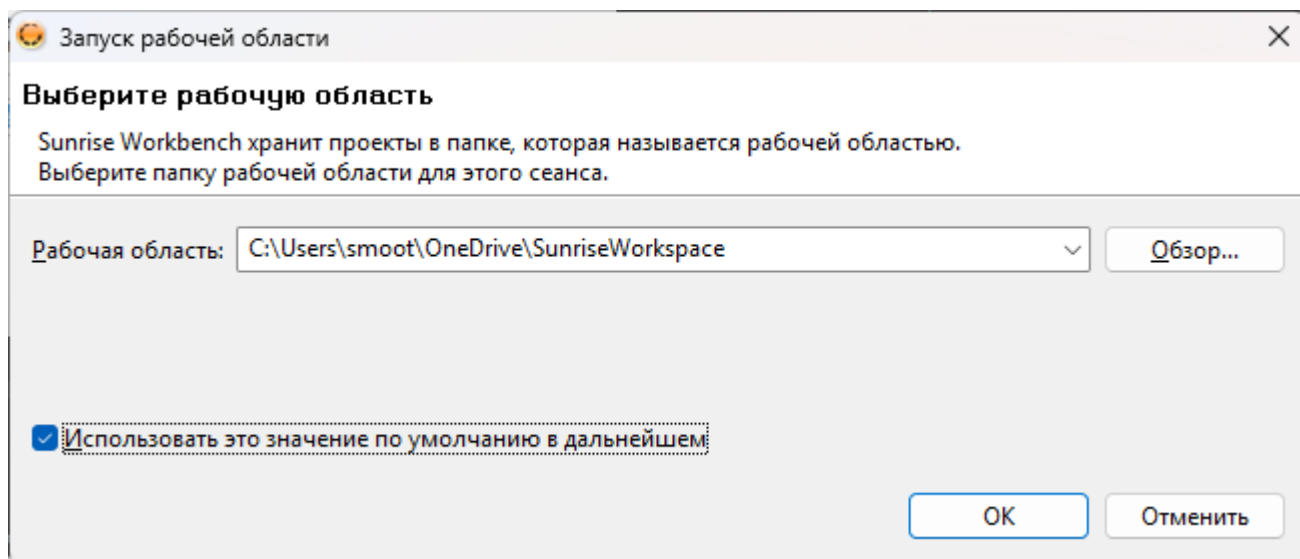 Запуск рабочей области
Выберите рабочую область
Sunrise Workbench хранит проекты в папке, которая называется рабочей областью.
Выберите папку рабочей области для этого сеанса.
Рабочая область: C:\Users\smoot\OneDrive\SunriseWorkspace Обзор...
Использовать это значение по умолчанию в дальнейшем
ОК Отменить